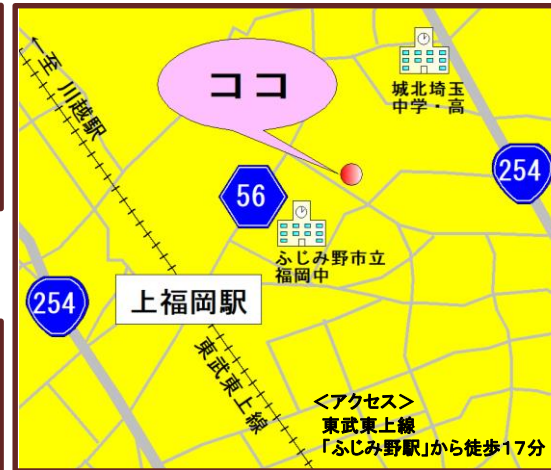 ←至 川越駅
ココ
城北埼玉
中学・高
254
56
ふじみ野市立
福岡中
254
上福岡駅
東武東上線
＜アクセス＞
東武東上線
「ふじみ野駅」から徒歩17分